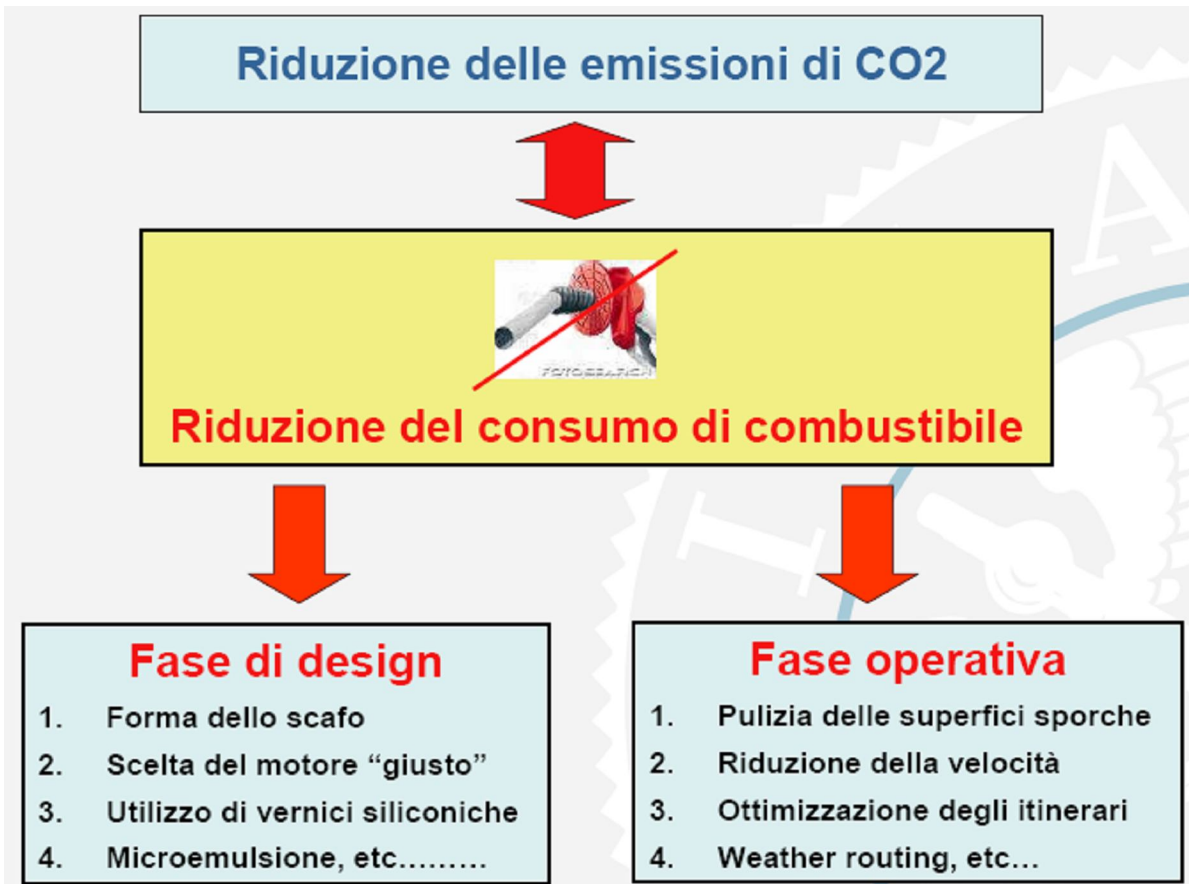 Riduzione delle emissioni di CO2
FOTOSEARCH
Riduzione del consumo di combustibile
Fase di design
1. Forma dello scafo
2. Scelta del motore “giusto”
3. Utilizzo di vernici siliconiche
4. Microemulsione, etc………
Fase operativa
1. Pulizia delle superfici sporche
2. Riduzione della velocità
3. Ottimizzazione degli itinerari
4. Weather routing, etc…
I
A